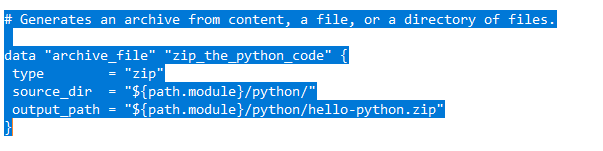 # Generates an archive from content, a file, or a directory of files.
data "archive_file" "zip_the_python_code" {
 type        = "zip"
 source_dir  = "${path.module}/python/"
 output_path = "${path.module}/python/hello-python.zip"
}